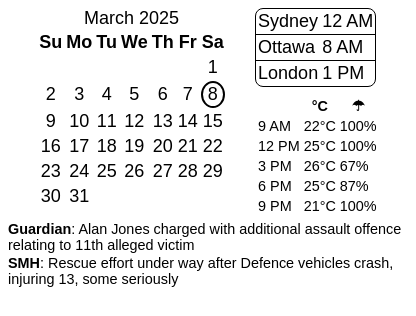 March 2025
Su Mo Tu We Th Fr Sa
1
2 3 4 5 6 7 8
9 10 11 12 13 14 15
16 17 18 19 20 21 22
23 24 25 26 27 28 29
30 31
Sydney 12 AM
Ottawa 8 AM
London 1 PM
°C ☂
9 AM 22°C 100%
12 PM 25°C 100%
3 PM 26°C 67%
6 PM 25°C 87%
9 PM 21°C 100%
Guardian: Alan Jones charged with additional assault offence
relating to 11th alleged victim
SMH: Rescue effort under way after Defence vehicles crash,
injuring 13, some seriously